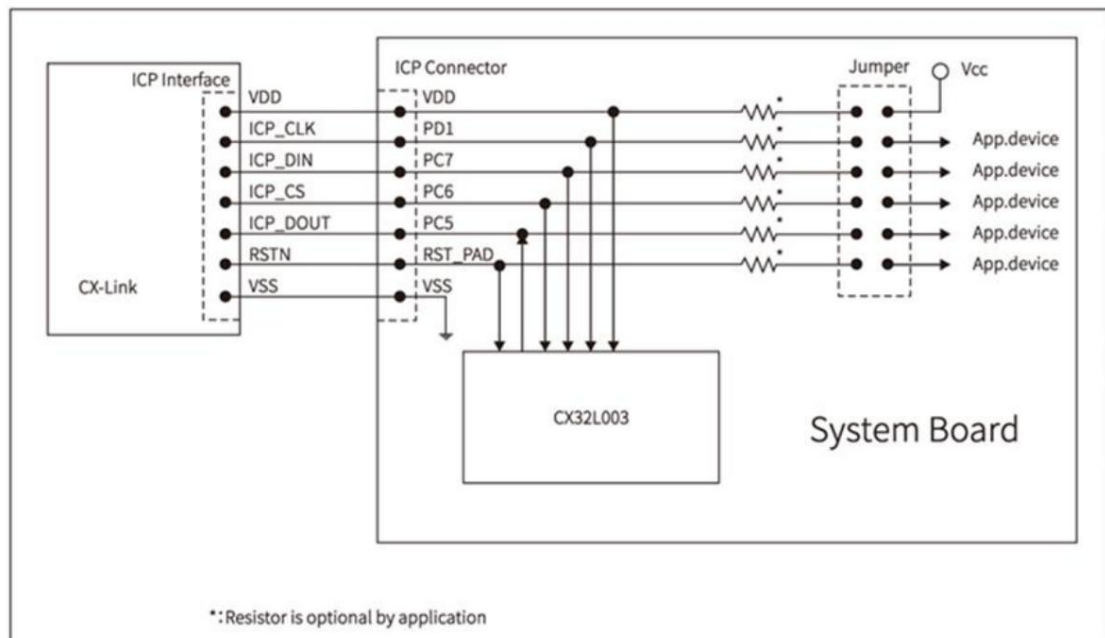 ICP Interface
VDD
ICP_CLK
ICP_DIN
ICP_CS
ICP_DOUT
RSTN
VSS
CX-Link
ICP Connector
VDD
PD1
PC7
PC6
PC5
RST_PAD
VSS
Jumper
Vcc
*
*
*
*
*
*
App.device
App.device
App.device
App.device
App.device
CX32L003
System Board
*:Resistor is optional by application